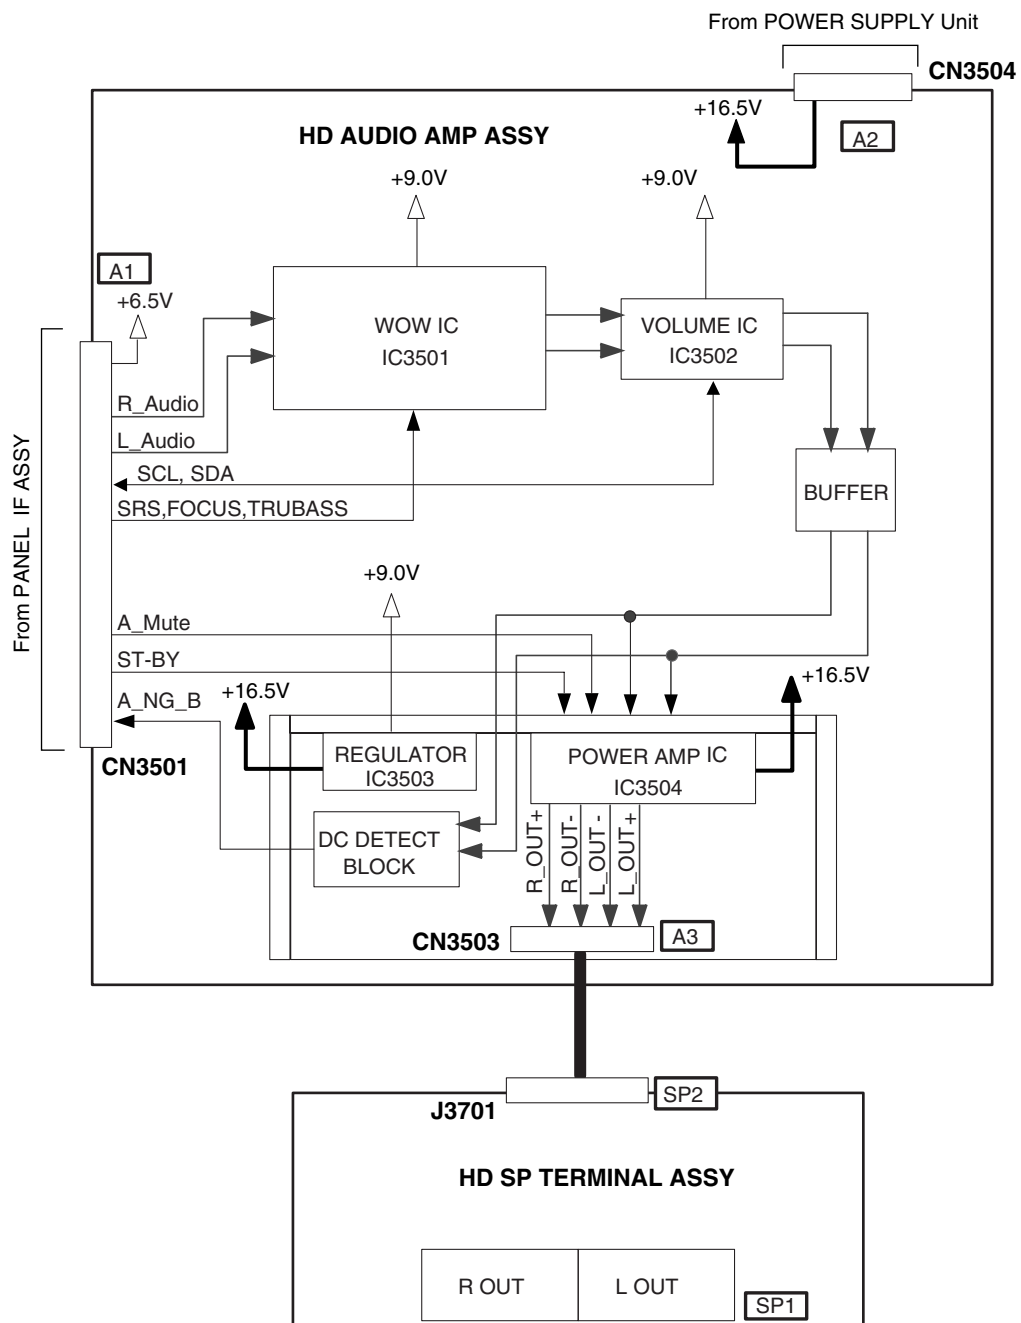 From POWER SUPPLY Unit
CN3504
+16.5V
HD AUDIO AMP ASSY
A2
+9.0V
+9.0V
A1
+6.5V
WOW IC
IC3501
VOLUME IC
IC3502
R_Audio
L_Audio
SCL, SDA
SRS,FOCUS,TRUBASS
BUFFER
From PANEL IF ASSY
+9.0V
A_Mute
ST-BY
A_NG_B
+16.5V
+16.5V
CN3501
REGULATOR
IC3503
POWER AMP IC
IC3504
DC DETECT
BLOCK
R_OUT+
R_OUT-
L_OUT -
L_OUT+
CN3503
A3
J3701
SP2
HD SP TERMINAL ASSY
R OUT
L OUT
SP1